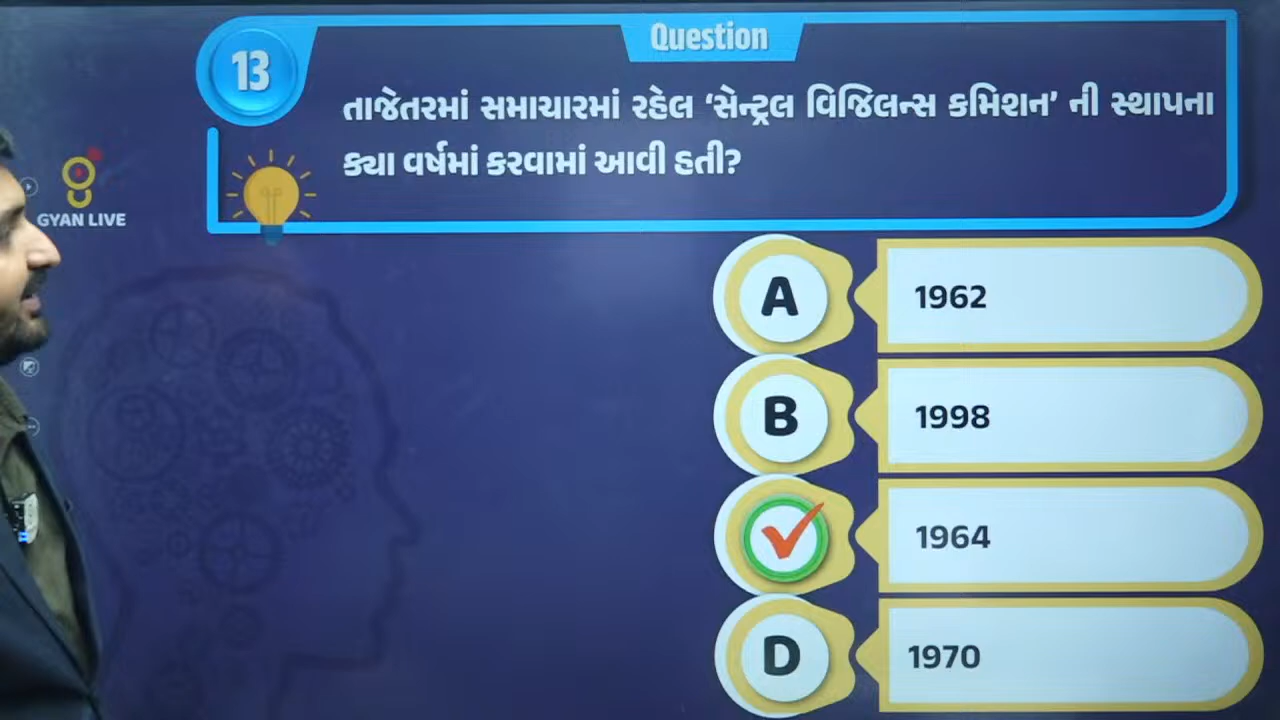 Question
13
તાજેતરમાં સમાચારમાં રહેલ ‘સેન્ટ્રલ વિજિલન્સ કમિશન’ ની સ્થાપના
ક્યા વર્ષમાં કરવામાં આવી હતી?
GYAN LIVE
A
1962
B
1998
1964
D
1970